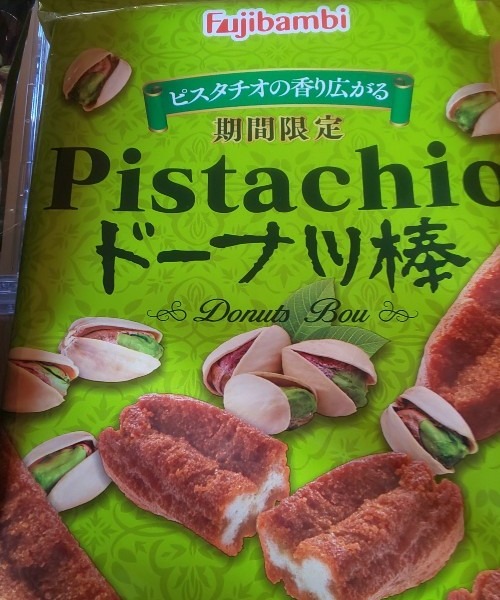 Fujibambi
ピスタチオの香り広がる
期間限定
Pistachio
ドーナツ棒
Donuts Bou